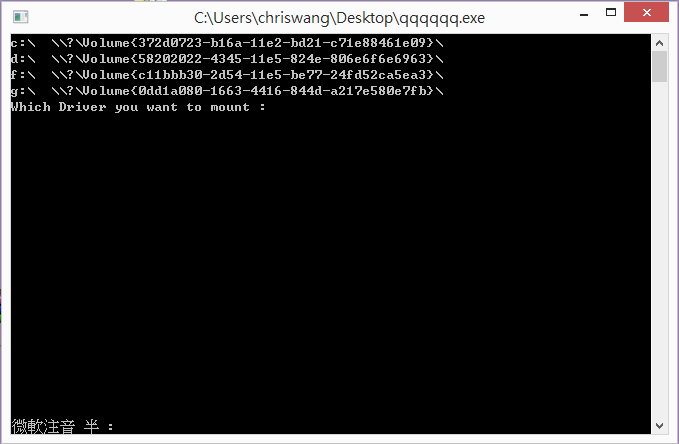 C:\Users\chriswang\Desktop\qqqqqq.exe
c:\ \\?\Volume{372d0723-b16a-11e2-bd21-c71e88461e09}\
d:\ \\?\Volume{58202022-4345-11e5-824e-806e6f6e6963}\
f:\ \\?\Volume{c11bbb30-2d54-11e5-be77-24fd52ca5ea3}\
g:\ \\?\Volume{0dd1a080-1663-4416-844d-a217e580e7fb}\
Which Driver you want to mount :
微軟注音 半 :